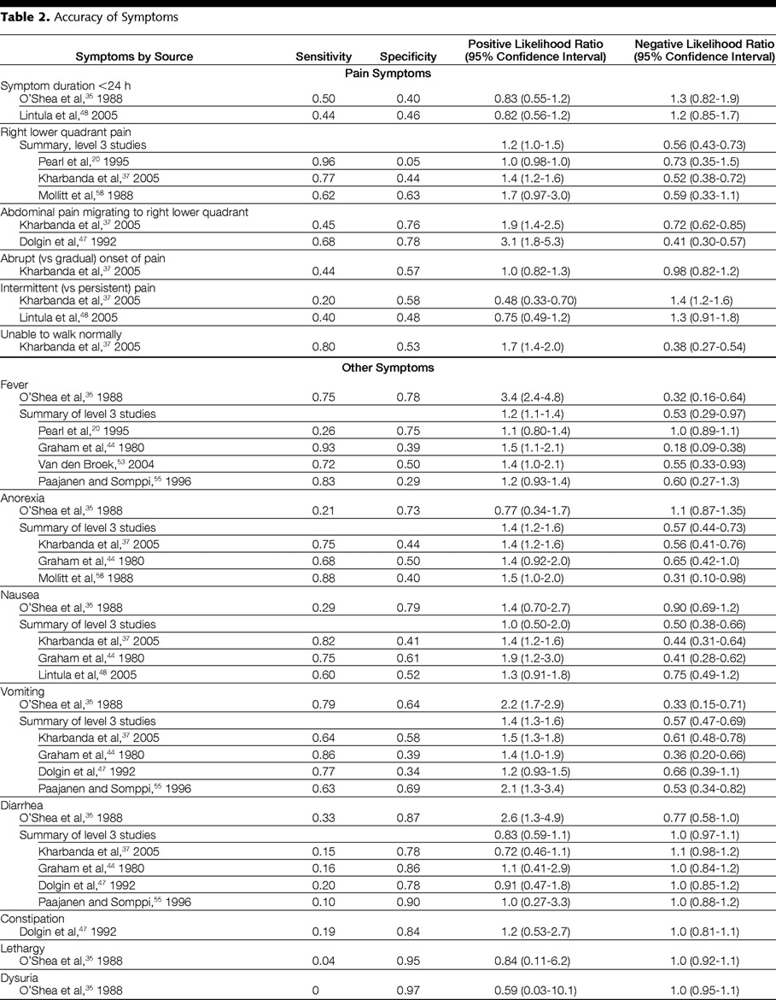 Table 2. Accuracy of Symptoms
Symptoms by Source Sensitivity Specificity Positive Likelihood Ratio (95% Confidence Interval) Negative Likelihood Ratio (95% Confidence Interval)
Pain Symptoms
Symptom duration <24 h
O'Shea et al,35 1988 0.50 0.40 0.83 (0.55-1.2) 1.3 (0.82-1.9)
Lintula et al,48 2005 0.44 0.46 0.82 (0.56-1.2) 1.2 (0.85-1.7)
Right lower quadrant pain
Summary, level 3 studies 1.2 (1.0-1.5) 0.56 (0.43-0.73)
Pearl et al,20 1995 0.96 0.05 1.0 (0.98-1.0) 0.73 (0.35-1.5)
Kharbanda et al,37 2005 0.77 0.44 1.4 (1.2-1.6) 0.52 (0.38-0.72)
Mollitt et al,58 1988 0.62 0.63 1.7 (0.97-3.0) 0.59 (0.33-1.1)
Abdominal pain migrating to right lower quadrant
Kharbanda et al,37 2005 0.45 0.76 1.9 (1.4-2.5) 0.72 (0.62-0.85)
Dolgin et al,47 1992 0.68 0.78 3.1 (1.8-5.3) 0.41 (0.30-0.57)
Abrupt (vs gradual) onset of pain
Kharbanda et al,37 2005 0.44 0.57 1.0 (0.82-1.3) 0.98 (0.82-1.2)
Intermittent (vs persistent) pain
Kharbanda et al,37 2005 0.20 0.58 0.48 (0.33-0.70) 1.4 (1.2-1.6)
Lintula et al,48 2005 0.40 0.48 0.75 (0.49-1.2) 1.3 (0.91-1.8)
Unable to walk normally
Kharbanda et al,37 2005 0.80 0.53 1.7 (1.4-2.0) 0.38 (0.27-0.54)
Other Symptoms
Fever
O'Shea et al,35 1988 0.75 0.78 3.4 (2.4-4.8) 0.32 (0.16-0.64)
Summary of level 3 studies 1.2 (1.1-1.4) 0.53 (0.29-0.97)
Pearl et al,20 1995 0.26 0.75 1.1 (0.80-1.4) 1.0 (0.89-1.1)
Graham et al,44 1980 0.93 0.39 1.5 (1.1-2.1) 0.18 (0.09-0.38)
Van den Broek,53 2004 0.72 0.50 1.4 (1.0-2.1) 0.55 (0.33-0.93)
Paajanen and Somppi,55 1996 0.83 0.29 1.2 (0.93-1.4) 0.60 (0.27-1.3)
Anorexia
O'Shea et al,35 1988 0.21 0.73 0.77 (0.34-1.7) 1.1 (0.87-1.35)
Summary of level 3 studies 1.4 (1.2-1.6) 0.57 (0.44-0.73)
Kharbanda et al,37 2005 0.75 0.44 1.4 (1.2-1.6) 0.56 (0.41-0.76)
Graham et al,44 1980 0.68 0.50 1.4 (0.92-2.0) 0.65 (0.42-1.0)
Mollitt et al,58 1988 0.88 0.40 1.5 (1.0-2.0) 0.31 (0.10-0.98)
Nausea
O'Shea et al,35 1988 0.29 0.79 1.4 (0.70-2.7) 0.90 (0.69-1.2)
Summary of level 3 studies 1.0 (0.50-2.0) 0.50 (0.38-0.66)
Kharbanda et al,37 2005 0.82 0.41 1.4 (1.2-1.6) 0.44 (0.31-0.64)
Graham et al,44 1980 0.75 0.61 1.9 (1.2-3.0) 0.41 (0.28-0.62)
Lintula et al,48 2005 0.60 0.52 1.3 (0.91-1.8) 0.75 (0.49-1.2)
Vomiting
O'Shea et al,35 1988 0.79 0.64 2.2 (1.7-2.9) 0.33 (0.15-0.71)
Summary of level 3 studies 1.4 (1.3-1.6) 0.57 (0.47-0.69)
Kharbanda et al,37 2005 0.64 0.58 1.5 (1.3-1.8) 0.61 (0.48-0.78)
Graham et al,44 1980 0.86 0.39 1.4 (1.0-1.9) 0.36 (0.20-0.66)
Dolgin et al,47 1992 0.77 0.34 1.2 (0.93-1.5) 0.66 (0.39-1.1)
Paajanen and Somppi,55 1996 0.63 0.69 2.1 (1.3-3.4) 0.53 (0.34-0.82)
Diarrhea
O'Shea et al,35 1988 0.33 0.87 2.6 (1.3-4.9) 0.77 (0.58-1.0)
Summary of level 3 studies 0.83 (0.59-1.1) 1.0 (0.97-1.1)
Kharbanda et al,37 2005 0.15 0.78 0.72 (0.46-1.1) 1.1 (0.98-1.2)
Graham et al,44 1980 0.16 0.86 1.1 (0.41-2.9) 1.0 (0.84-1.2)
Dolgin et al,47 1992 0.20 0.78 0.91 (0.47-1.8) 1.0 (0.85-1.2)
Paajanen and Somppi,55 1996 0.10 0.90 1.0 (0.27-3.3) 1.0 (0.88-1.2)
Constipation
Dolgin et al,47 1992 0.19 0.84 1.2 (0.53-2.7) 1.0 (0.81-1.1)
Lethargy
O'Shea et al,35 1988 0.04 0.95 0.84 (0.11-6.2) 1.0 (0.92-1.1)
Dysuria
O'Shea et al,35 1988 0 0.97 0.59 (0.03-10.1) 1.0 (0.95-1.1)